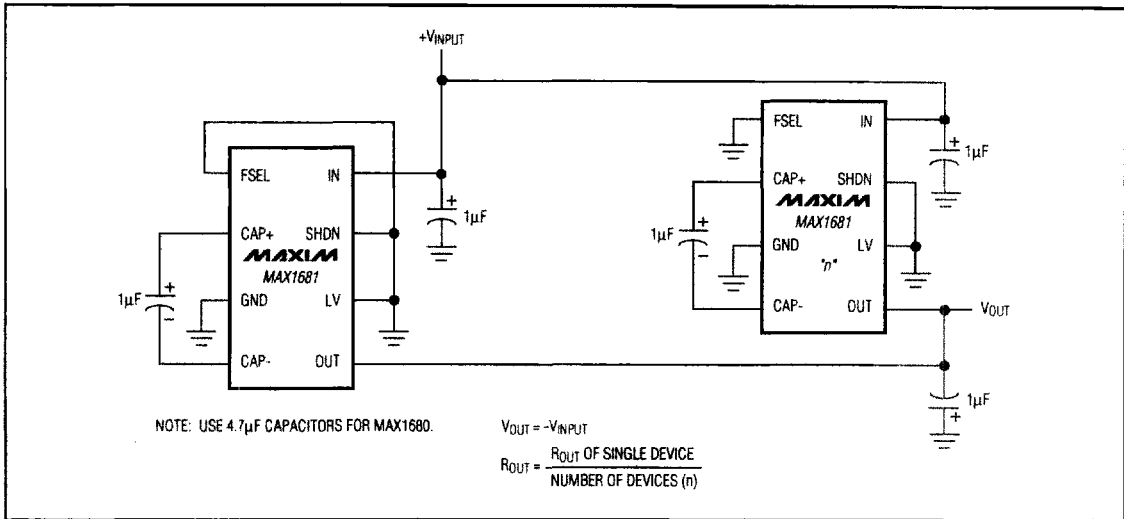 +VINPUT
FSEL IN
CAP+ SHDN
MAXIM
MAX1681
GND LV
CAP- OUT
1µF
+
−
+
1µF
FSEL IN
CAP+ SHDN
MAXIM
MAX1681
GND LV
"n"
CAP- OUT
1µF
+
−
+
1µF
VOUT
1µF
+
NOTE: USE 4.7µF CAPACITORS FOR MAX1680.
VOUT = -VINPUT
ROUT = ROUT OF SINGLE DEVICE
NUMBER OF DEVICES (n)